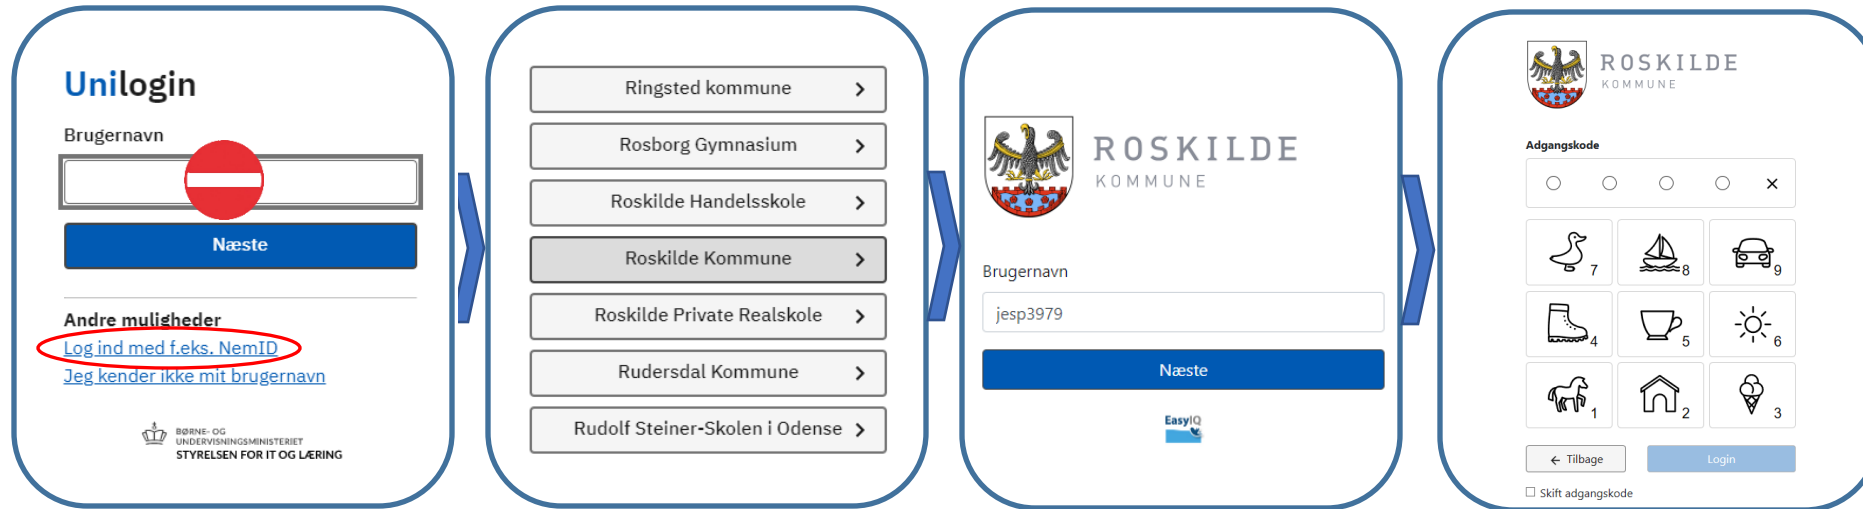 Unilogin
Brugernavn
Næste
Andre muligheder
Log ind med f.eks. NemID
Jeg kender ikke mit brugernavn
BØRNE- OG
UNDERVISNINGSMINISTERIET
STYRELSEN FOR IT OG LÆRING
Ringsted kommune
Rosborg Gymnasium
Roskilde Handelsskole
Roskilde Kommune
Roskilde Private Realskole
Rudersdal Kommune
Rudolf Steiner-Skolen i Odense
ROSKILDE
KOMMUNE
Brugernavn
jesp3979
Næste
EasyIQ
ROSKILDE
KOMMUNE
Adgangskode
7 8 9
4 5 6
1 2 3
← Tilbage Login
Skift adgangskode